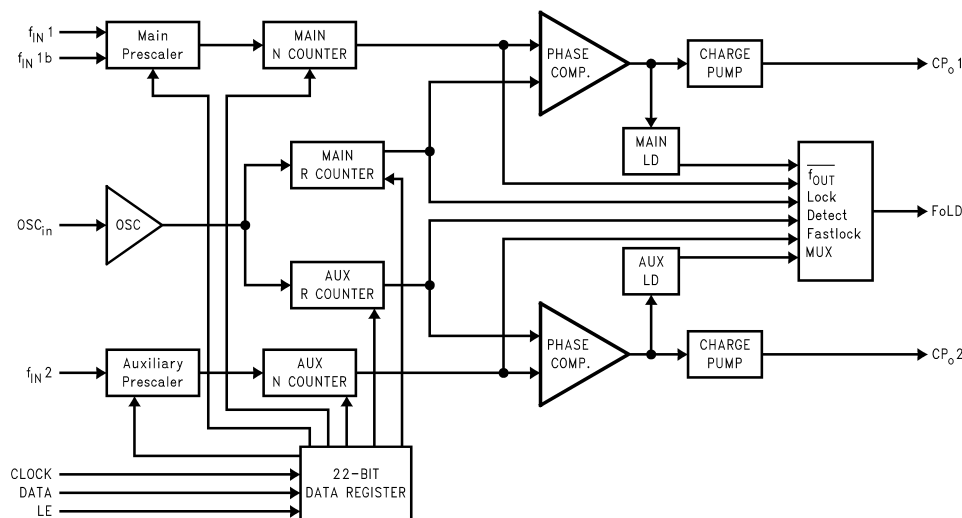 f_IN 1
f_IN 1b
Main
Prescaler
MAIN
N COUNTER
PHASE
COMP.
CHARGE
PUMP
CP_o 1
MAIN
LD
MAIN
R COUNTER
OSC_in
OSC
f_OUT
Lock
Detect
Fastlock
MUX
FoLD
AUX
R COUNTER
AUX
LD
f_IN 2
Auxiliary
Prescaler
AUX
N COUNTER
PHASE
COMP.
CHARGE
PUMP
CP_o 2
CLOCK
DATA
LE
22-BIT
DATA REGISTER